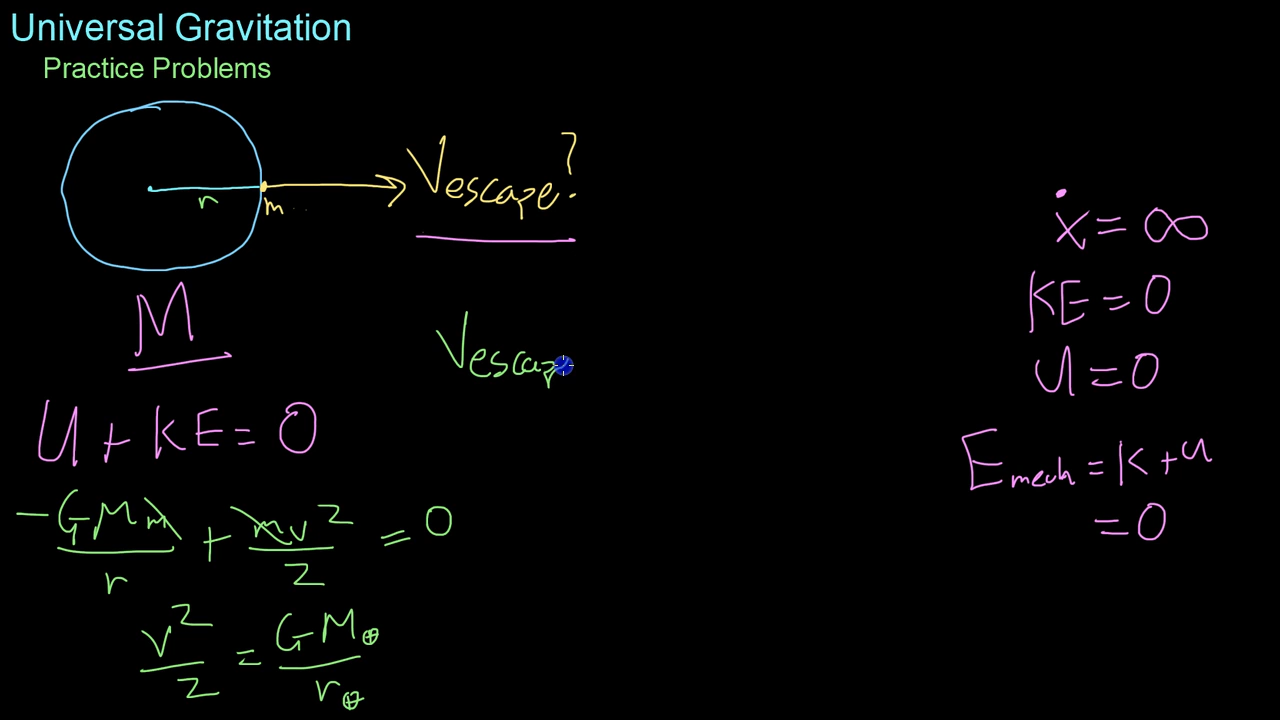 Universal Gravitation
Practice Problems
r
m
Vescape?
M
U + KE = 0
-GMm/r + mv²/2 = 0
v²/2 = GM⊕/r⊕
Vescap
ẋ = ∞
KE = 0
U = 0
Emech = K + U
= 0